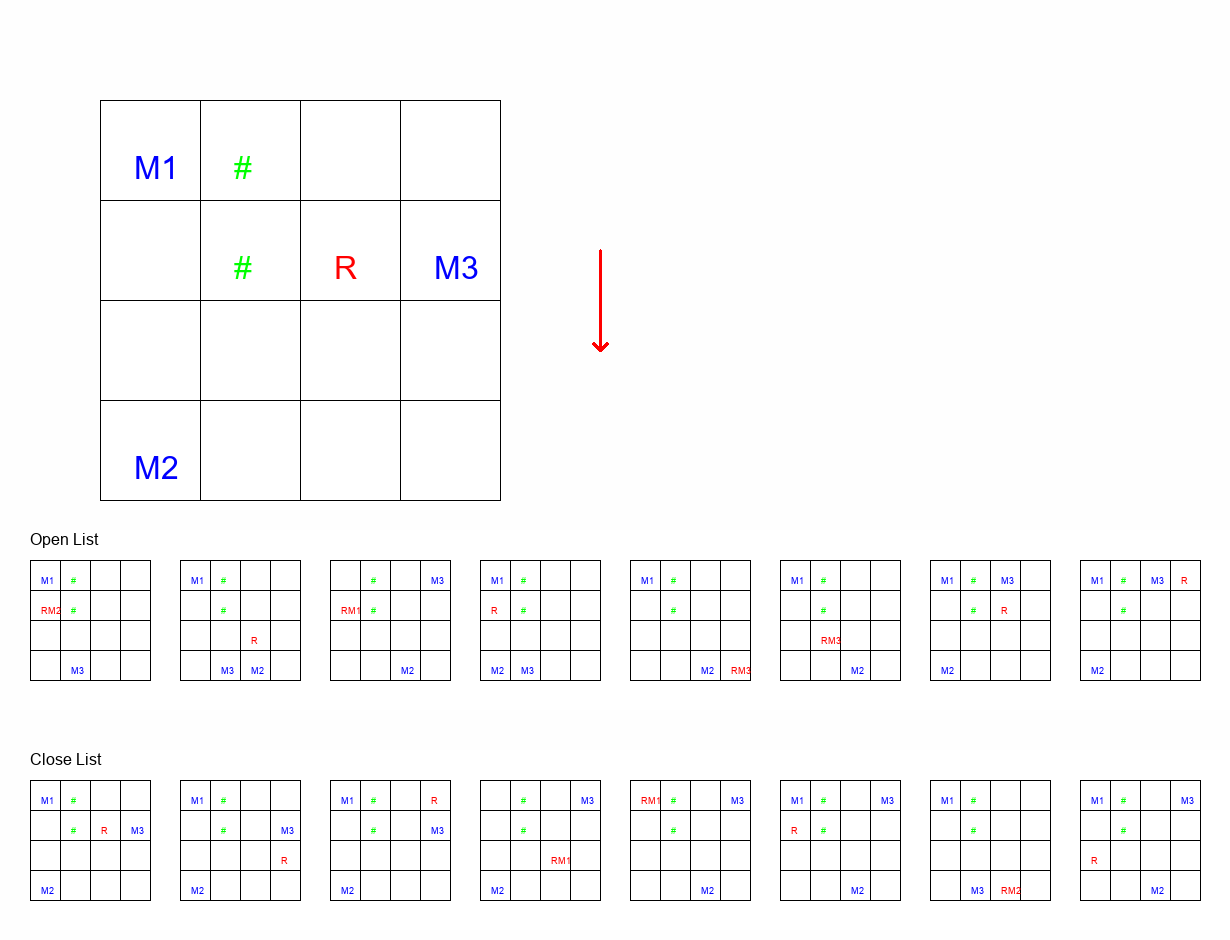 M1 #
# R M3
M2
Open List
M1 # M1 # # M3 M1 # M1 # M1 # M1 # M3 M1 # M3 R
RM2 # # RM1 # R # # # # R #
R RM3
M3 M3 M2 M2 M2 M3 M2 RM3 M2 M2 M2
Close List
M1 # M1 # M1 # R # M3 RM1 # M3 M1 # M3 M1 # M1 # M3
# R M3 # M3 # M3 # # R # # #
R RM1 R
M2 M2 M2 M2 M2 M2 M3 RM2 M2